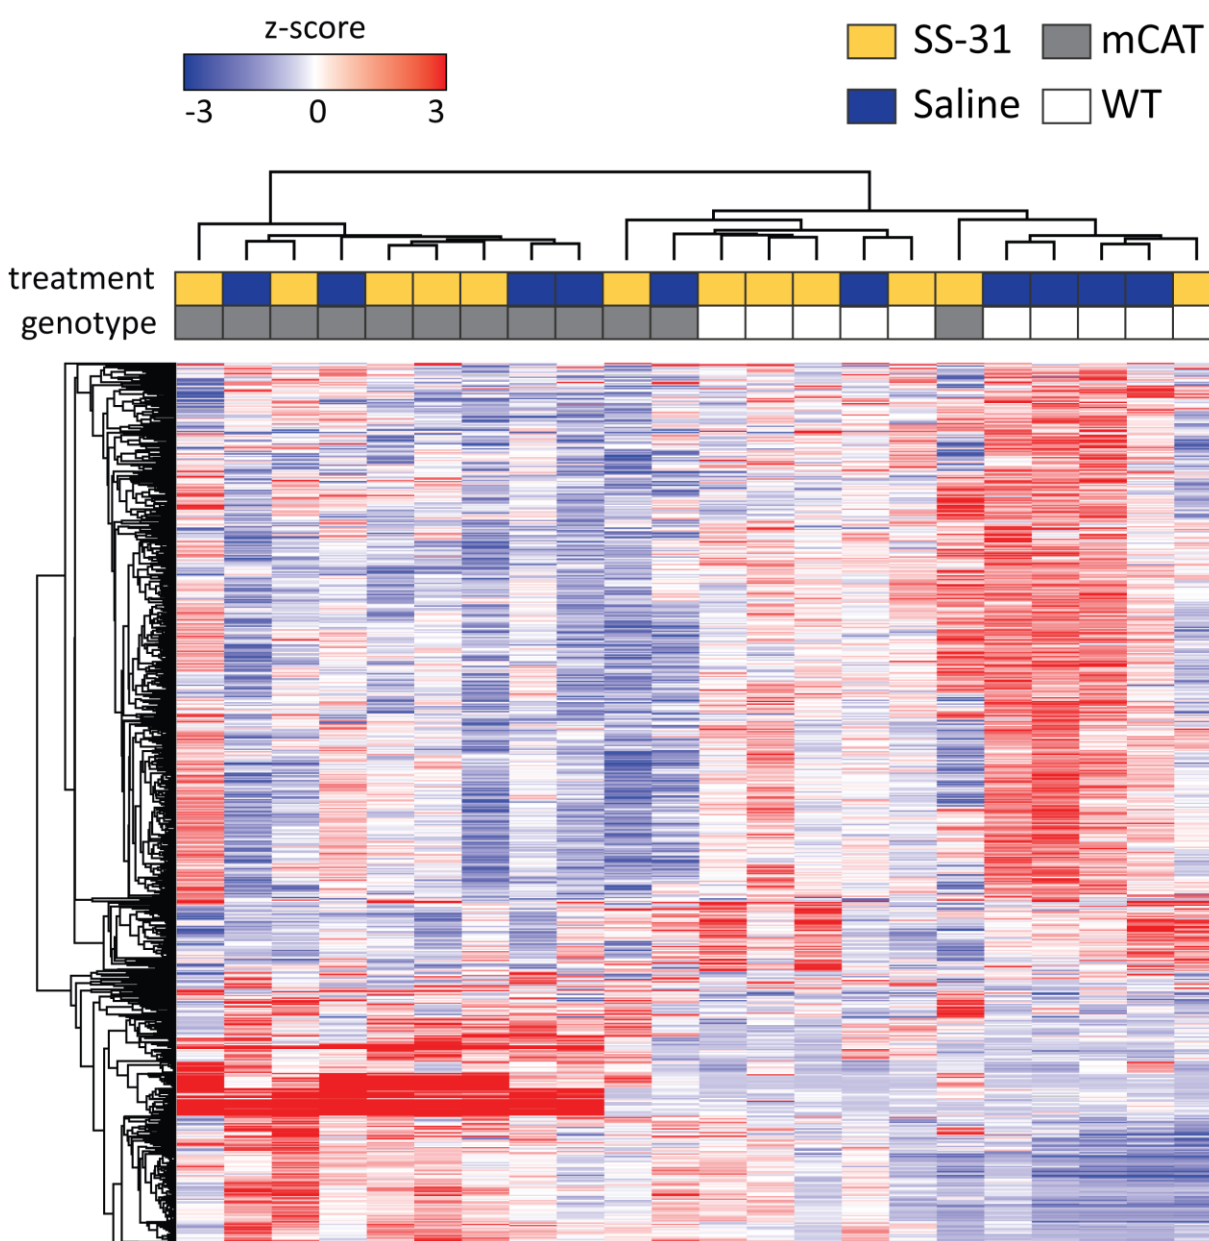 z-score
-3 0 3
SS-31 mCAT
Saline WT
treatment
genotype